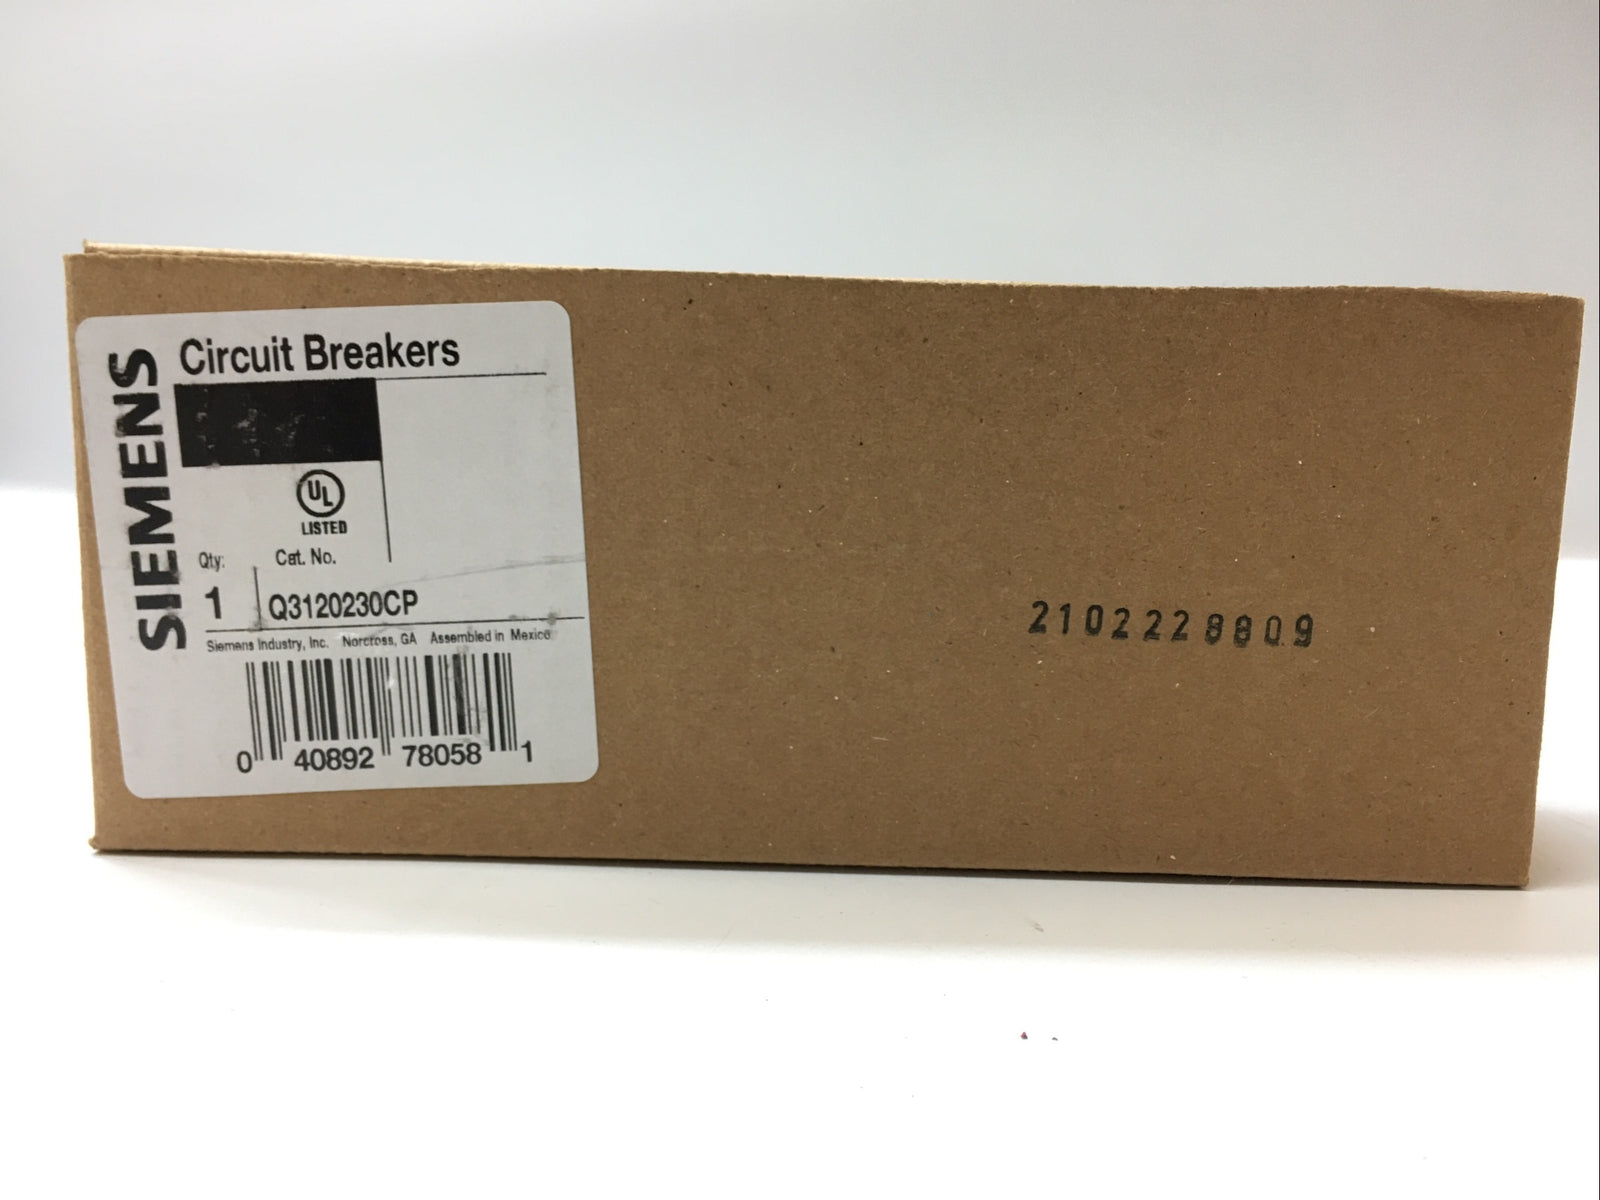 SIEMENS
Circuit Breakers
UL
LISTED
Qty: Cat. No.
1 Q3120230CP
Siemens Industry, Inc. Norcross, GA Assembled in Mexico
0 40892 78058 1
2102228809